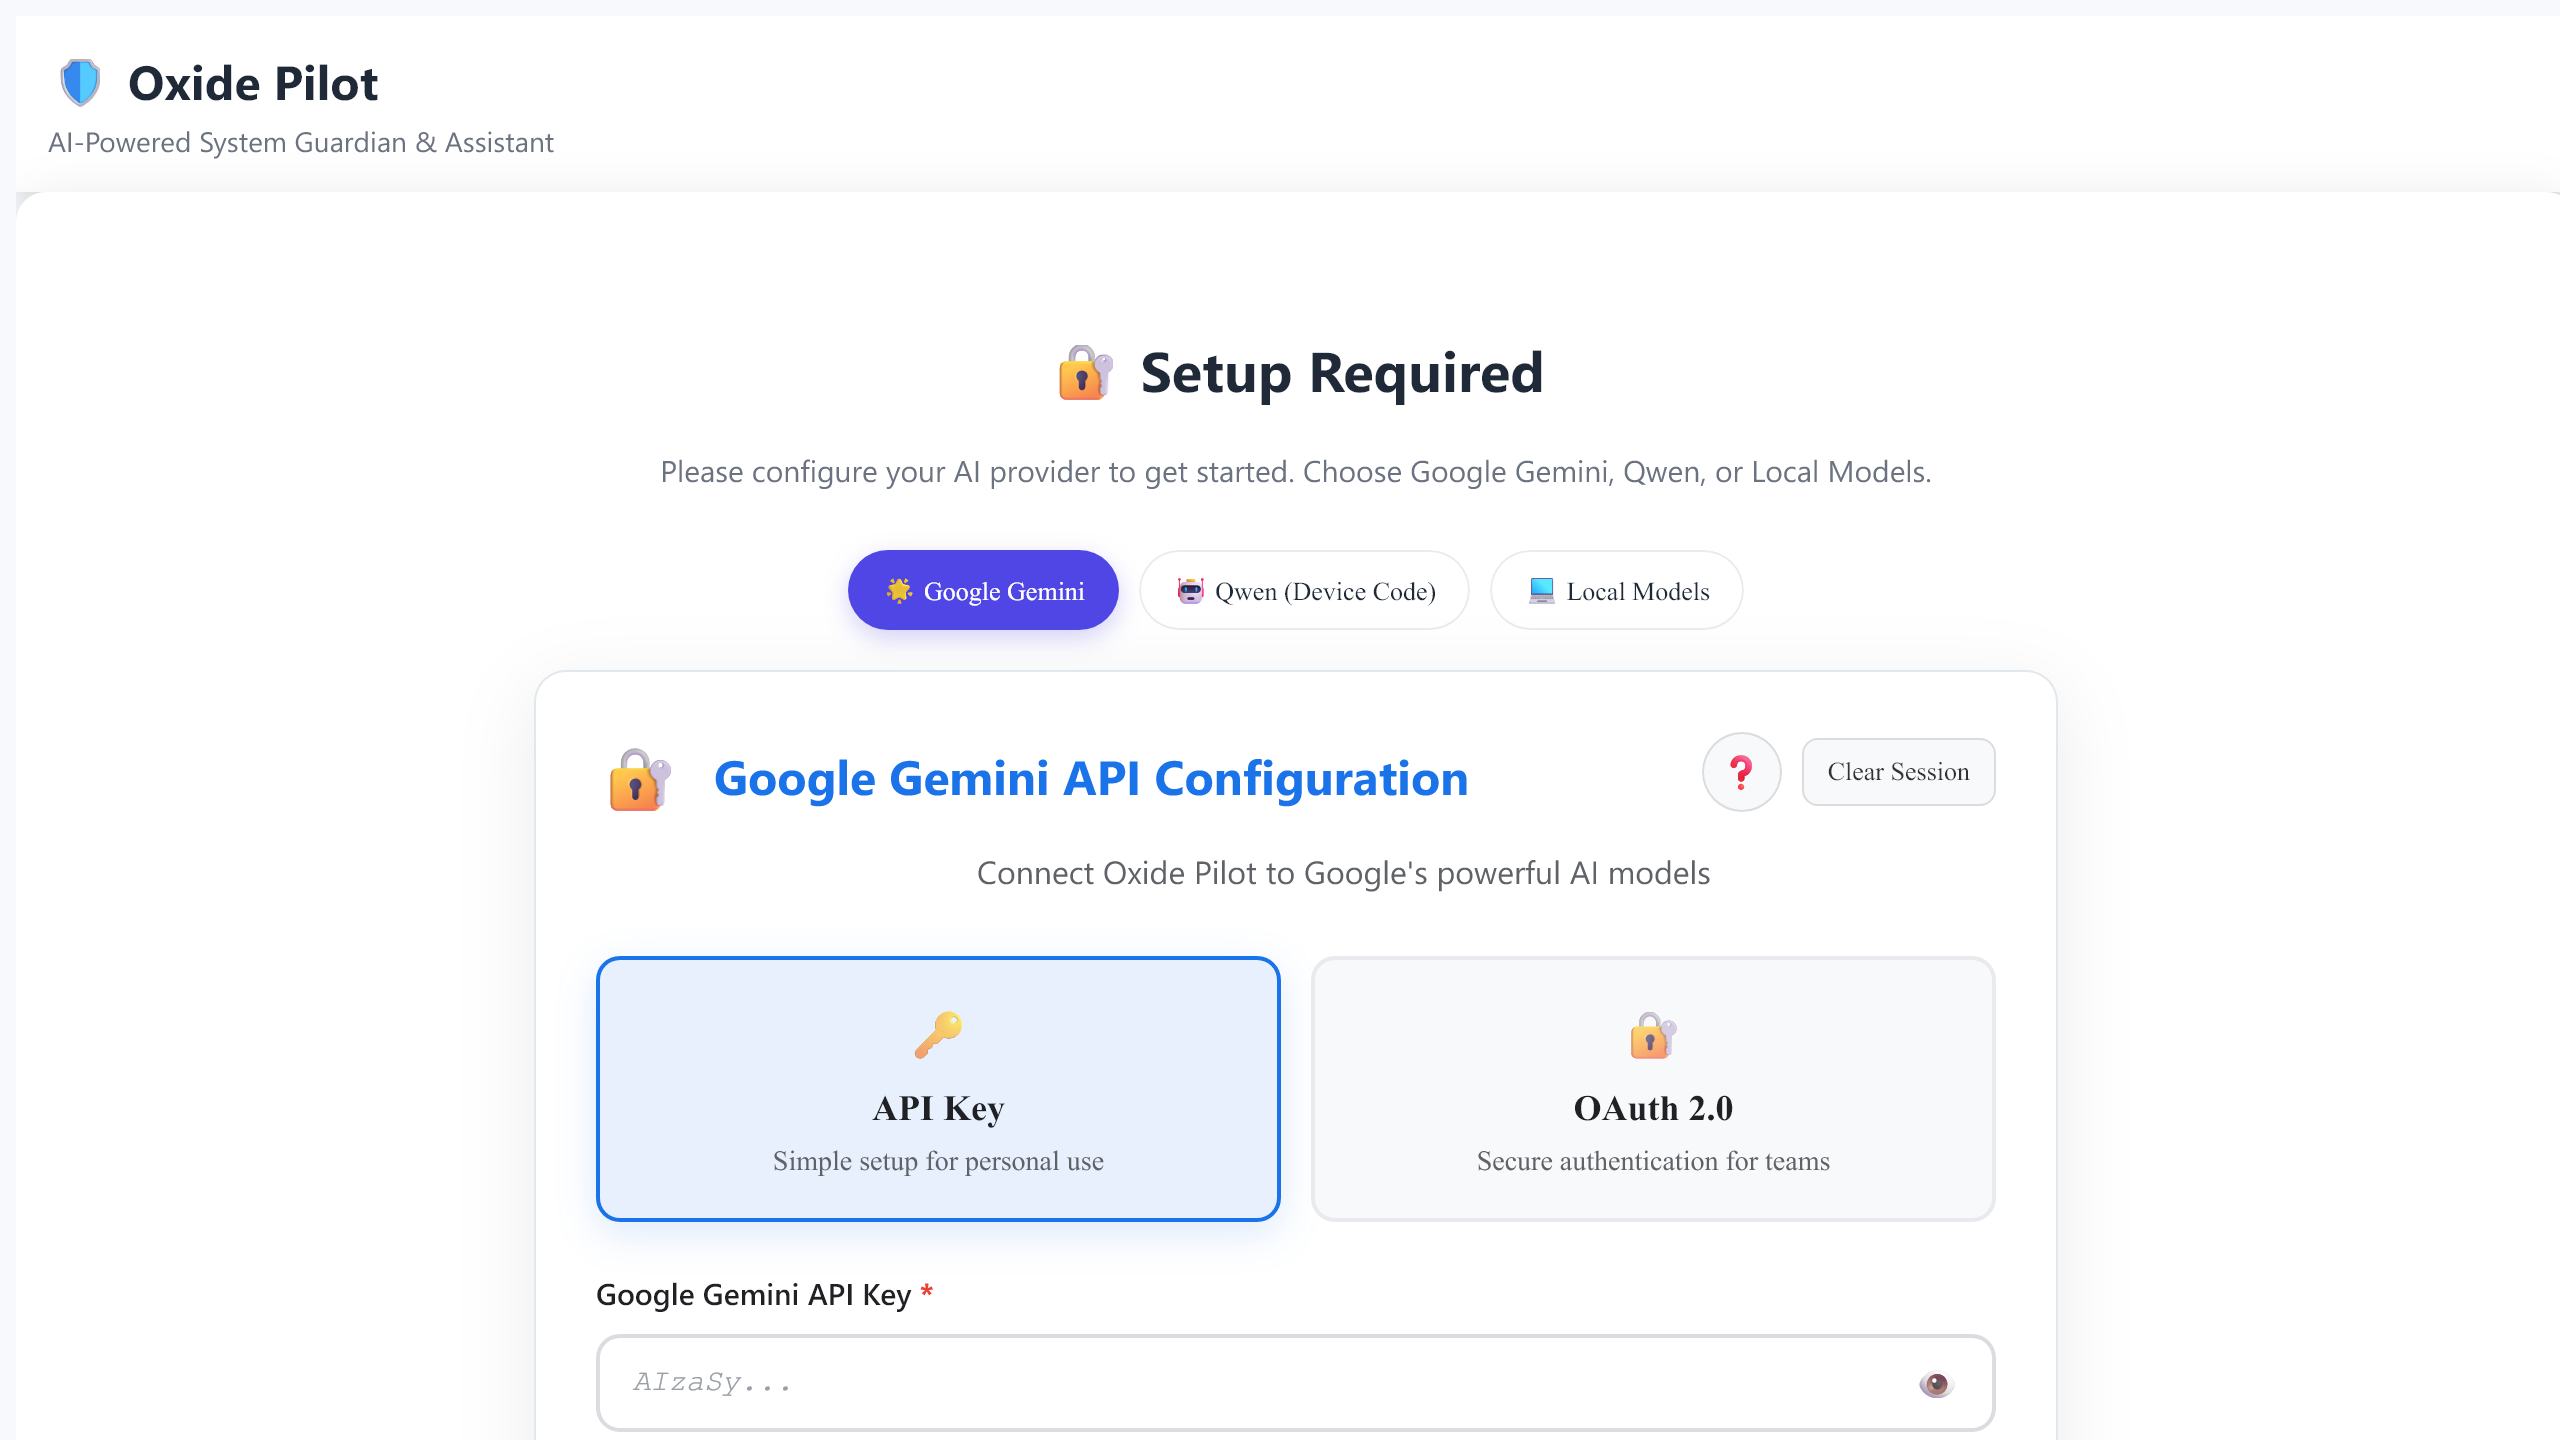 Oxide Pilot
AI-Powered System Guardian & Assistant
Setup Required
Please configure your AI provider to get started. Choose Google Gemini, Qwen, or Local Models.
Google Gemini
Qwen (Device Code)
Local Models
Google Gemini API Configuration
Clear Session
Connect Oxide Pilot to Google's powerful AI models
API Key
Simple setup for personal use
OAuth 2.0
Secure authentication for teams
Google Gemini API Key *
AIzaSy...